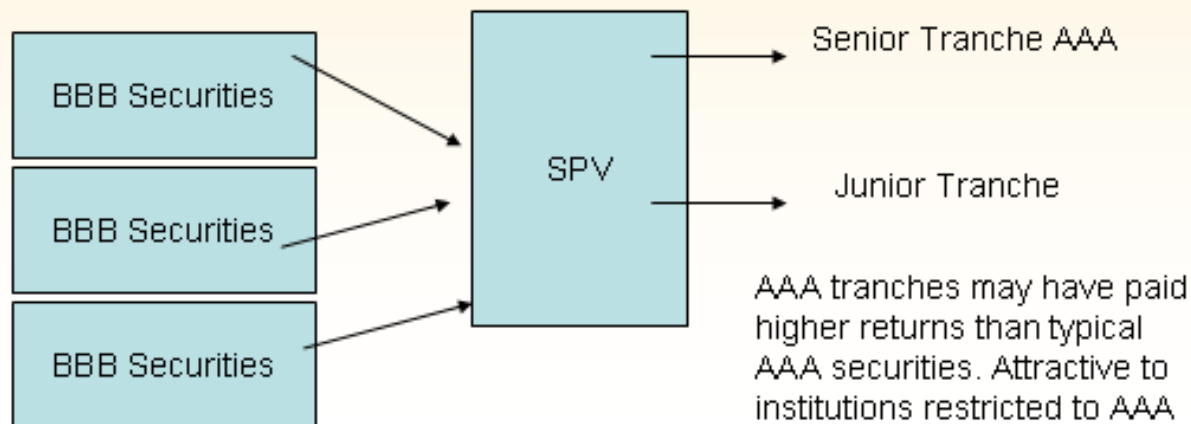 BBB Securities
BBB Securities
BBB Securities
SPV
Senior Tranche AAA
Junior Tranche
AAA tranches may have paid
higher returns than typical
AAA securities. Attractive to
institutions restricted to AAA